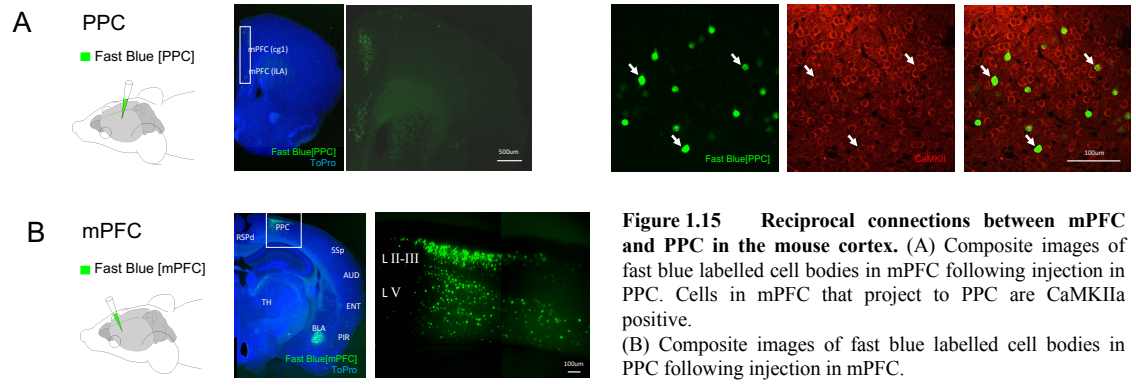 A
PPC
Fast Blue [PPC]
mPFC (cg1)
mPFC (ILA)
Fast Blue[PPC]
ToPro
500um
Fast Blue[PPC]
CaMKII
100um
B
mPFC
Fast Blue [mPFC]
RSPd
PPC
SSp
AUD
TH
ENT
BLA
PIR
Fast Blue[mPFC]
ToPro
L II-III
L V
100um
Figure 1.15 Reciprocal connections between mPFC
and PPC in the mouse cortex. (A) Composite images of
fast blue labelled cell bodies in mPFC following injection in
PPC. Cells in mPFC that project to PPC are CaMKIIa
positive.
(B) Composite images of fast blue labelled cell bodies in
PPC following injection in mPFC.